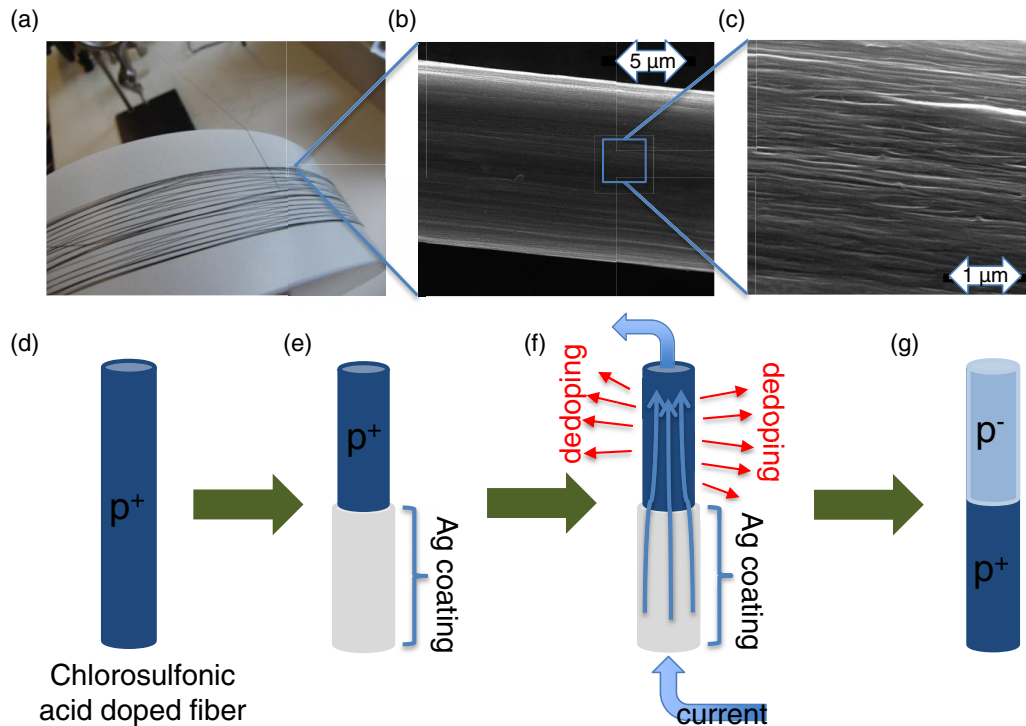 (a)
(b)
(c)
5 μm
1 μm
(d)
(e)
(f)
(g)
p+
Chlorosulfonic
acid doped fiber
p+
Ag coating
dedoping
dedoping
Ag coating
current
p-
p+